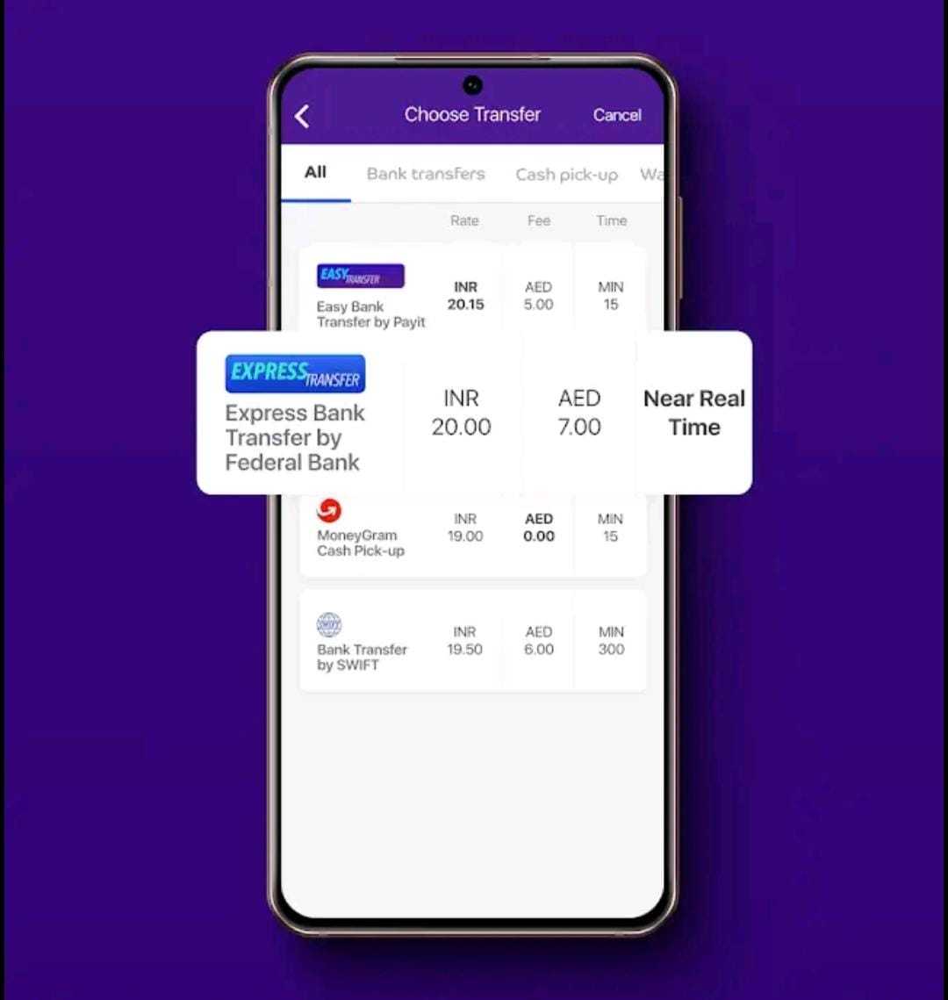 Choose Transfer Cancel
All Bank transfers Cash pick-up Wa
Rate Fee Time
EASY TRANSFER
Easy Bank
Transfer by Payit
INR
20.15
AED
5.00
MIN
15
EXPRESS TRANSFER
Express Bank
Transfer by
Federal Bank
INR
20.00
AED
7.00
Near Real
Time
MoneyGram
Cash Pick-up
INR
19.00
AED
0.00
MIN
15
SWIFT
Bank Transfer
by SWIFT
INR
19.50
AED
6.00
MIN
300